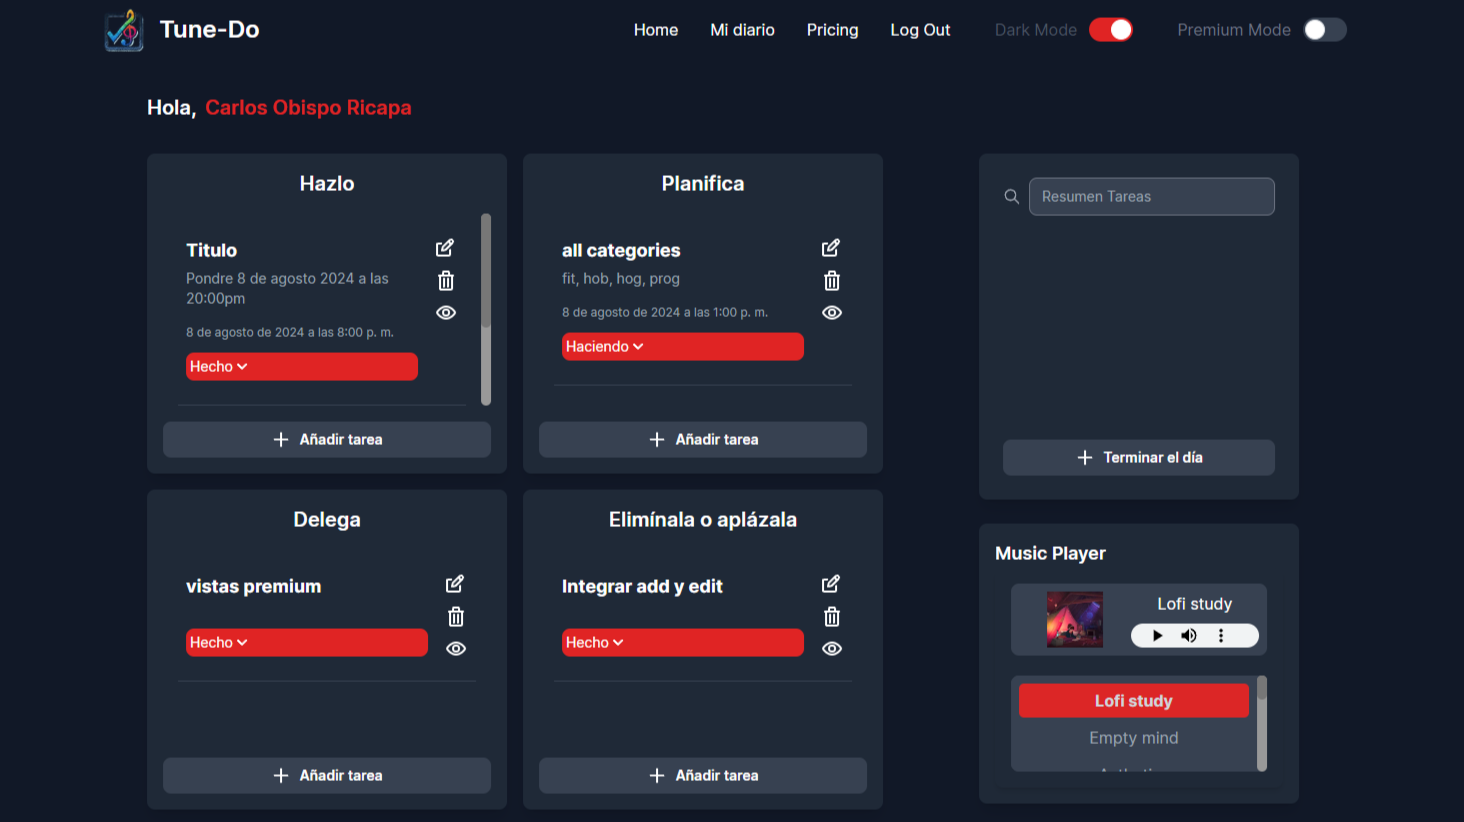 Tune-Do
Home
Mi diario
Pricing
Log Out
Dark Mode
Premium Mode
Hola, Carlos Obispo Ricapa
Hazlo
Titulo
Pondre 8 de agosto 2024 a las
20:00pm
8 de agosto de 2024 a las 8:00 p. m.
Hecho
Añadir tarea
Planifica
all categories
fit, hob, hog, prog
8 de agosto de 2024 a las 1:00 p. m.
Haciendo
Añadir tarea
Delega
vistas premium
Hecho
Añadir tarea
Elimínala o aplázala
Integrar add y edit
Hecho
Añadir tarea
Resumen Tareas
Terminar el día
Music Player
Lofi study
Lofi study
Empty mind